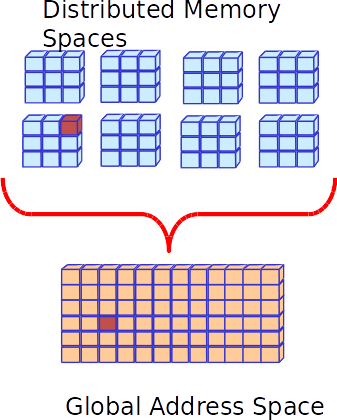 Distributed Memory
Spaces
Global Address Space